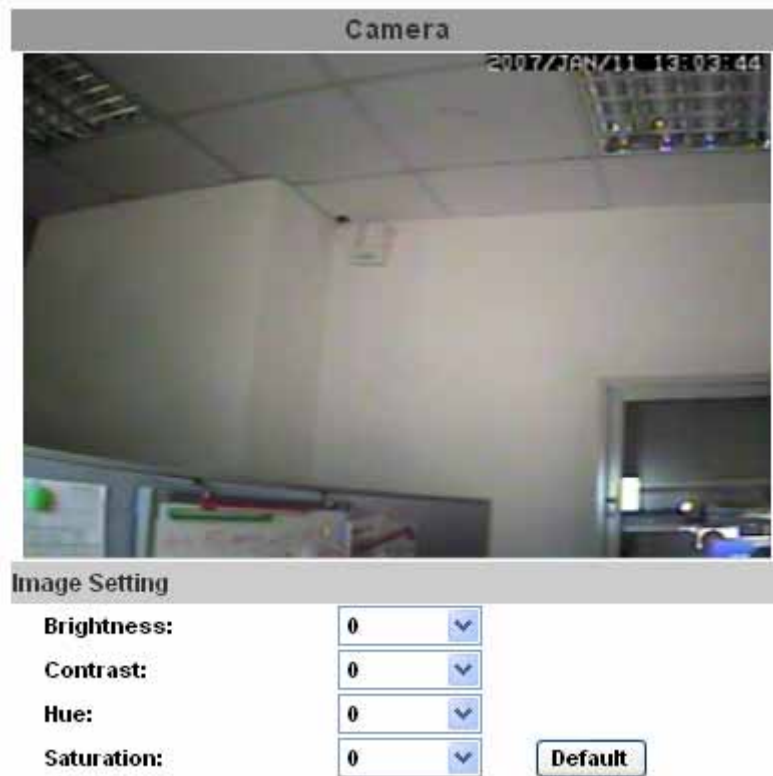 Camera
2007/JAN/11 13:03:44
Image Setting
Brightness: 0
Contrast: 0
Hue: 0
Saturation: 0 Default